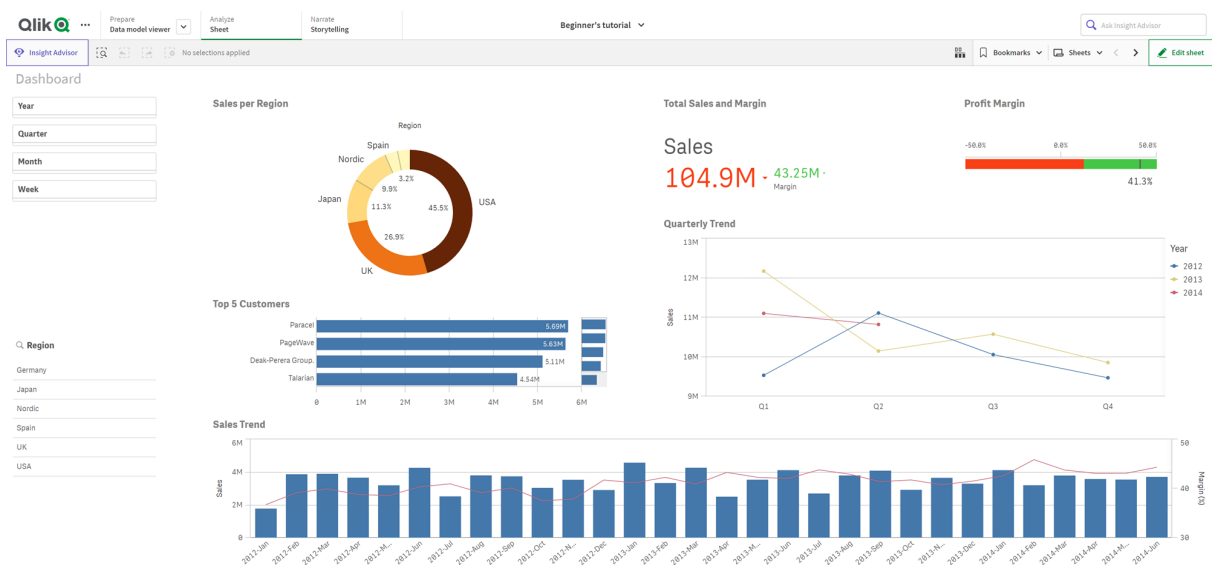 Qlik
Prepare
Data model viewer
Analyze
Sheet
Narrate
Storytelling
Beginner's tutorial
Ask Insight Advisor
Insight Advisor
No selections applied
Bookmarks
Sheets
Edit sheet
Dashboard
Year
Quarter
Month
Week
Region
Germany
Japan
Nordic
Spain
UK
USA
Sales per Region
Region
Spain
Nordic
Japan
UK
USA
3.2%
9.9%
11.3%
26.9%
45.5%
Total Sales and Margin
Sales
104.9M
43.25M
Margin
Profit Margin
-50.0% 0.0% 50.0%
41.3%
Top 5 Customers
Paracel 5.69M
PageWave 5.63M
Deak-Perera Group. 5.11M
Talarian 4.54M
0 1M 2M 3M 4M 5M 6M
Quarterly Trend
Sales
13M
12M
11M
10M
9M
Q1 Q2 Q3 Q4
Year
2012
2013
2014
Sales Trend
Sales
6M
4M
2M
0
50
40
30
Margin (%)
2012-Jan 2012-Feb 2012-Mar 2012-Apr 2012-M... 2012-Jun 2012-Jul 2012-Aug 2012-Sep 2012-Oct 2012-N... 2012-Dec 2013-Jan 2013-Feb 2013-Mar 2013-Apr 2013-M... 2013-Jun 2013-Jul 2013-Aug 2013-Sep 2013-Oct 2013-N... 2013-Dec 2014-Jan 2014-Feb 2014-Mar 2014-Apr 2014-M... 2014-Jun